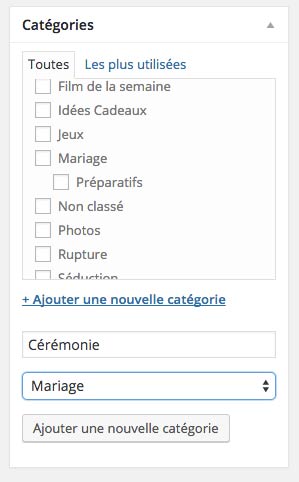 Catégories
Toutes Les plus utilisées
Film de la semaine
Idées Cadeaux
Jeux
Mariage
Préparatifs
Non classé
Photos
Rupture
Séduction
+ Ajouter une nouvelle catégorie
Cérémonie
Mariage
Ajouter une nouvelle catégorie